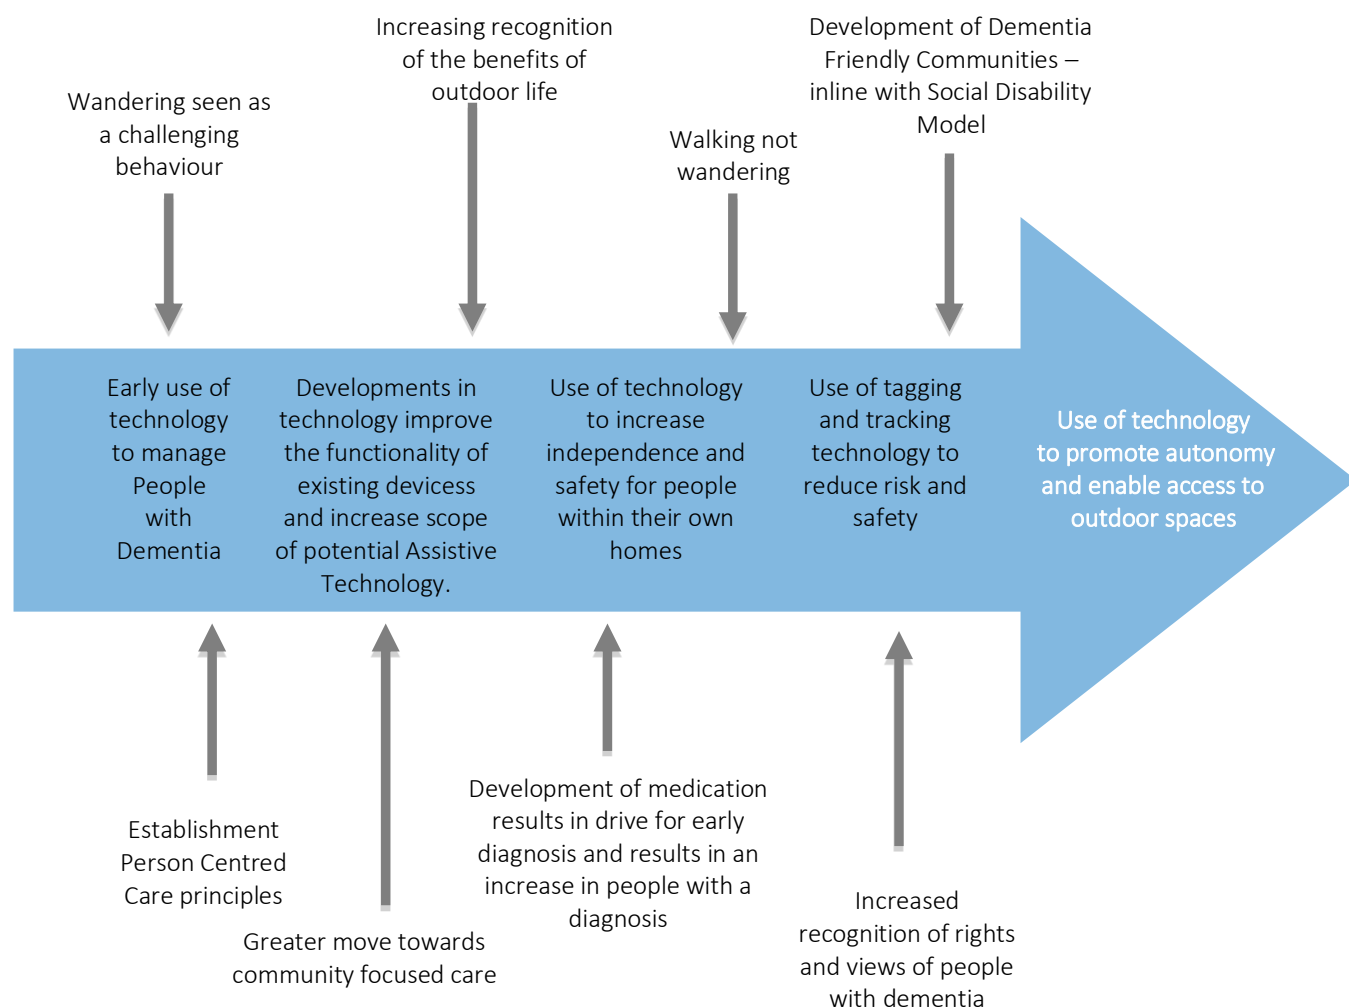 Wandering seen as
a challenging
behaviour
Increasing recognition
of the benefits of
outdoor life
Walking not
wandering
Development of Dementia
Friendly Communities –
inline with Social Disability
Model
Early use of
technology
to manage
People
with
Dementia
Developments in
technology improve
the functionality of
existing devicess
and increase scope
of potential Assistive
Technology.
Use of technology
to increase
independence and
safety for people
within their own
homes
Use of tagging
and tracking
technology to
reduce risk and
safety
Use of technology
to promote autonomy
and enable access to
outdoor spaces
Establishment
Person Centred
Care principles
Greater move towards
community focused care
Development of medication
results in drive for early
diagnosis and results in an
increase in people with a
diagnosis
Increased
recognition of rights
and views of people
with dementia